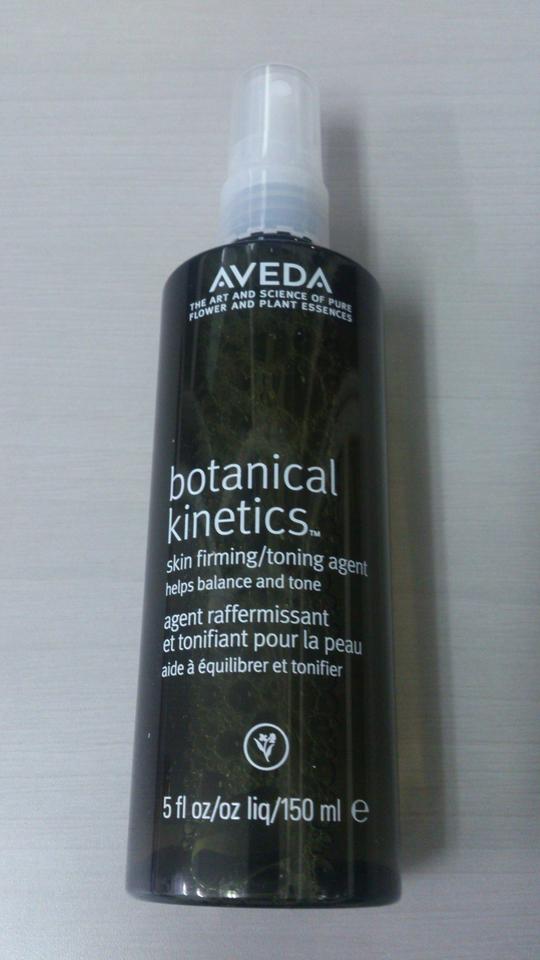 AVEDA
THE ART AND SCIENCE OF PURE
FLOWER AND PLANT ESSENCES
botanical
kinetics™
skin firming/toning agent
helps balance and tone
agent raffermissant
et tonifiant pour la peau
aide à équilibrer et tonifier
5 fl oz/oz liq/150 ml ℮